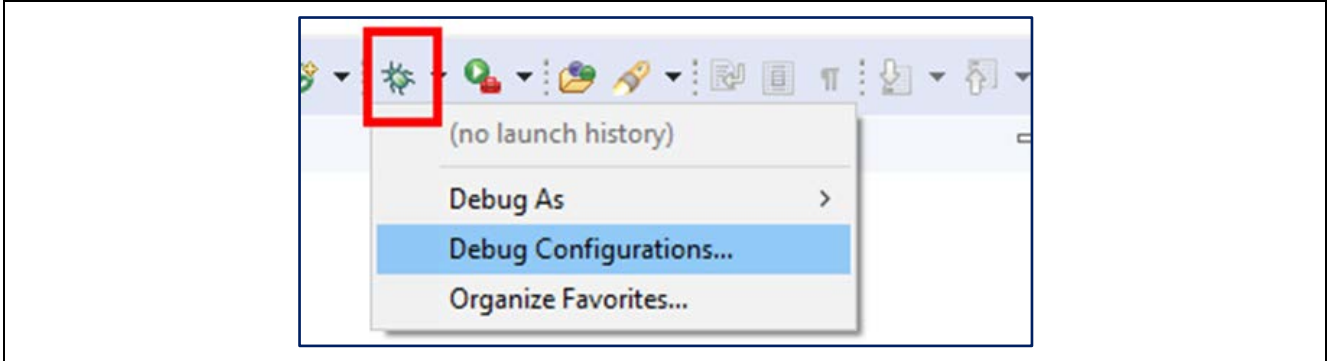 (no launch history)
Debug As
Debug Configurations...
Organize Favorites...